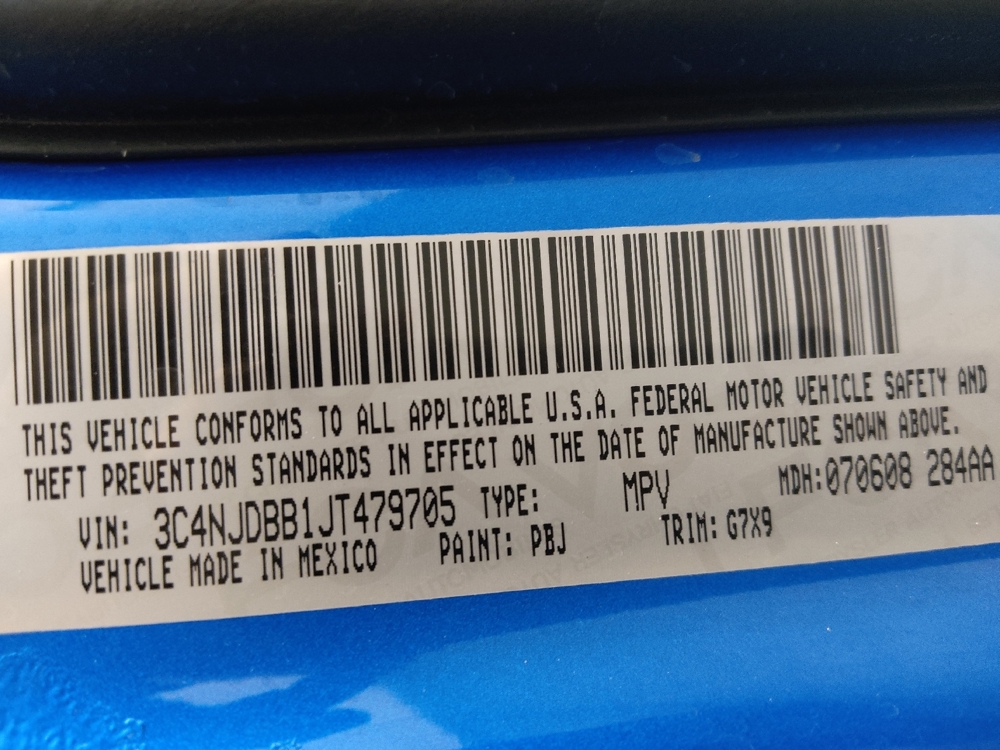 THIS VEHICLE CONFORMS TO ALL APPLICABLE U.S.A. FEDERAL MOTOR VEHICLE SAFETY AND
THEFT PREVENTION STANDARDS IN EFFECT ON THE DATE OF MANUFACTURE SHOWN ABOVE.
VIN: 3C4NJDBB1JT479705 TYPE: MPV MDH:070608 284AA
VEHICLE MADE IN MEXICO PAINT: PBJ TRIM: G7X9